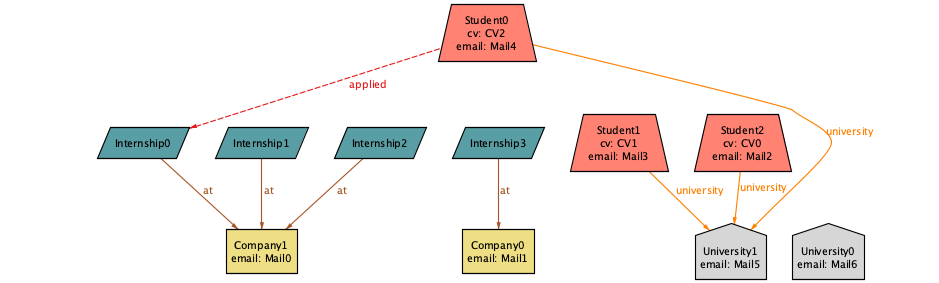 Student0
cv: CV2
email: Mail4
applied
university
Internship0
Internship1
Internship2
Internship3
Student1
cv: CV1
email: Mail3
Student2
cv: CV0
email: Mail2
at
at
at
at
university
university
Company1
email: Mail0
Company0
email: Mail1
University1
email: Mail5
University0
email: Mail6